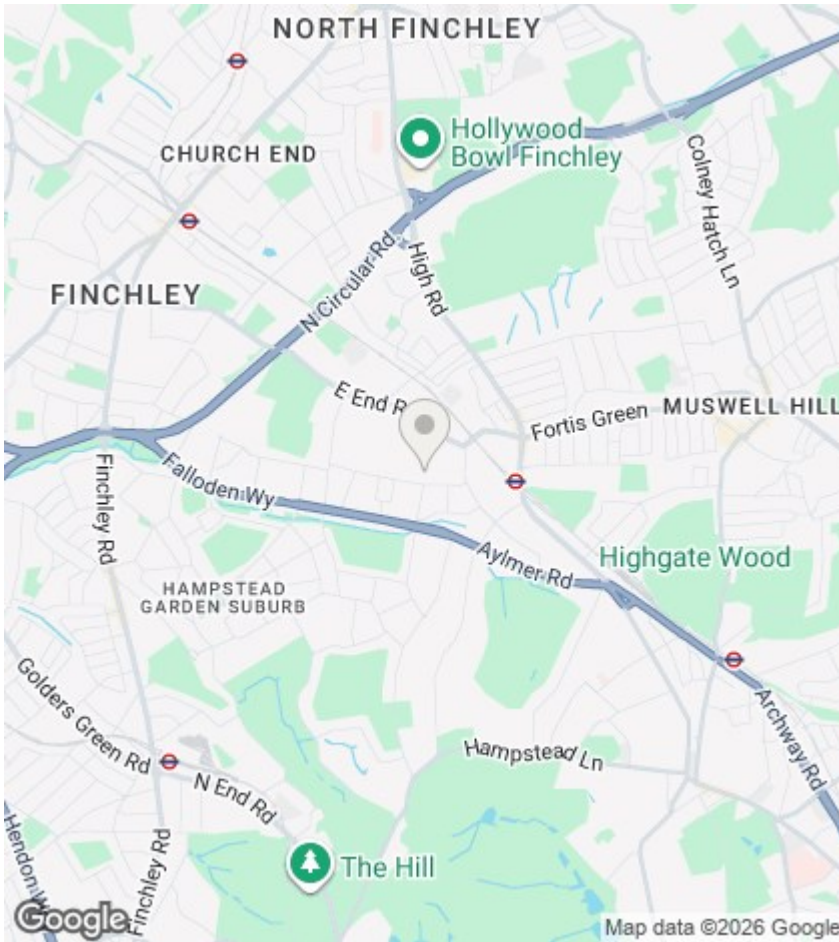 NORTH FINCHLEY
Hollywood
Bowl Finchley
CHURCH END
Colney Hatch Ln
N Circular Rd
High Rd
FINCHLEY
E End R
Fortis Green
MUSWELL HILL
Finchley Rd
Falloden Wy
Aylmer Rd
Highgate Wood
HAMPSTEAD
GARDEN SUBURB
Golders Green Rd
Archway Rd
Hampstead Ln
N End Rd
Hendon W
Finchley Rd
The Hill
Google
Map data ©2026 Google